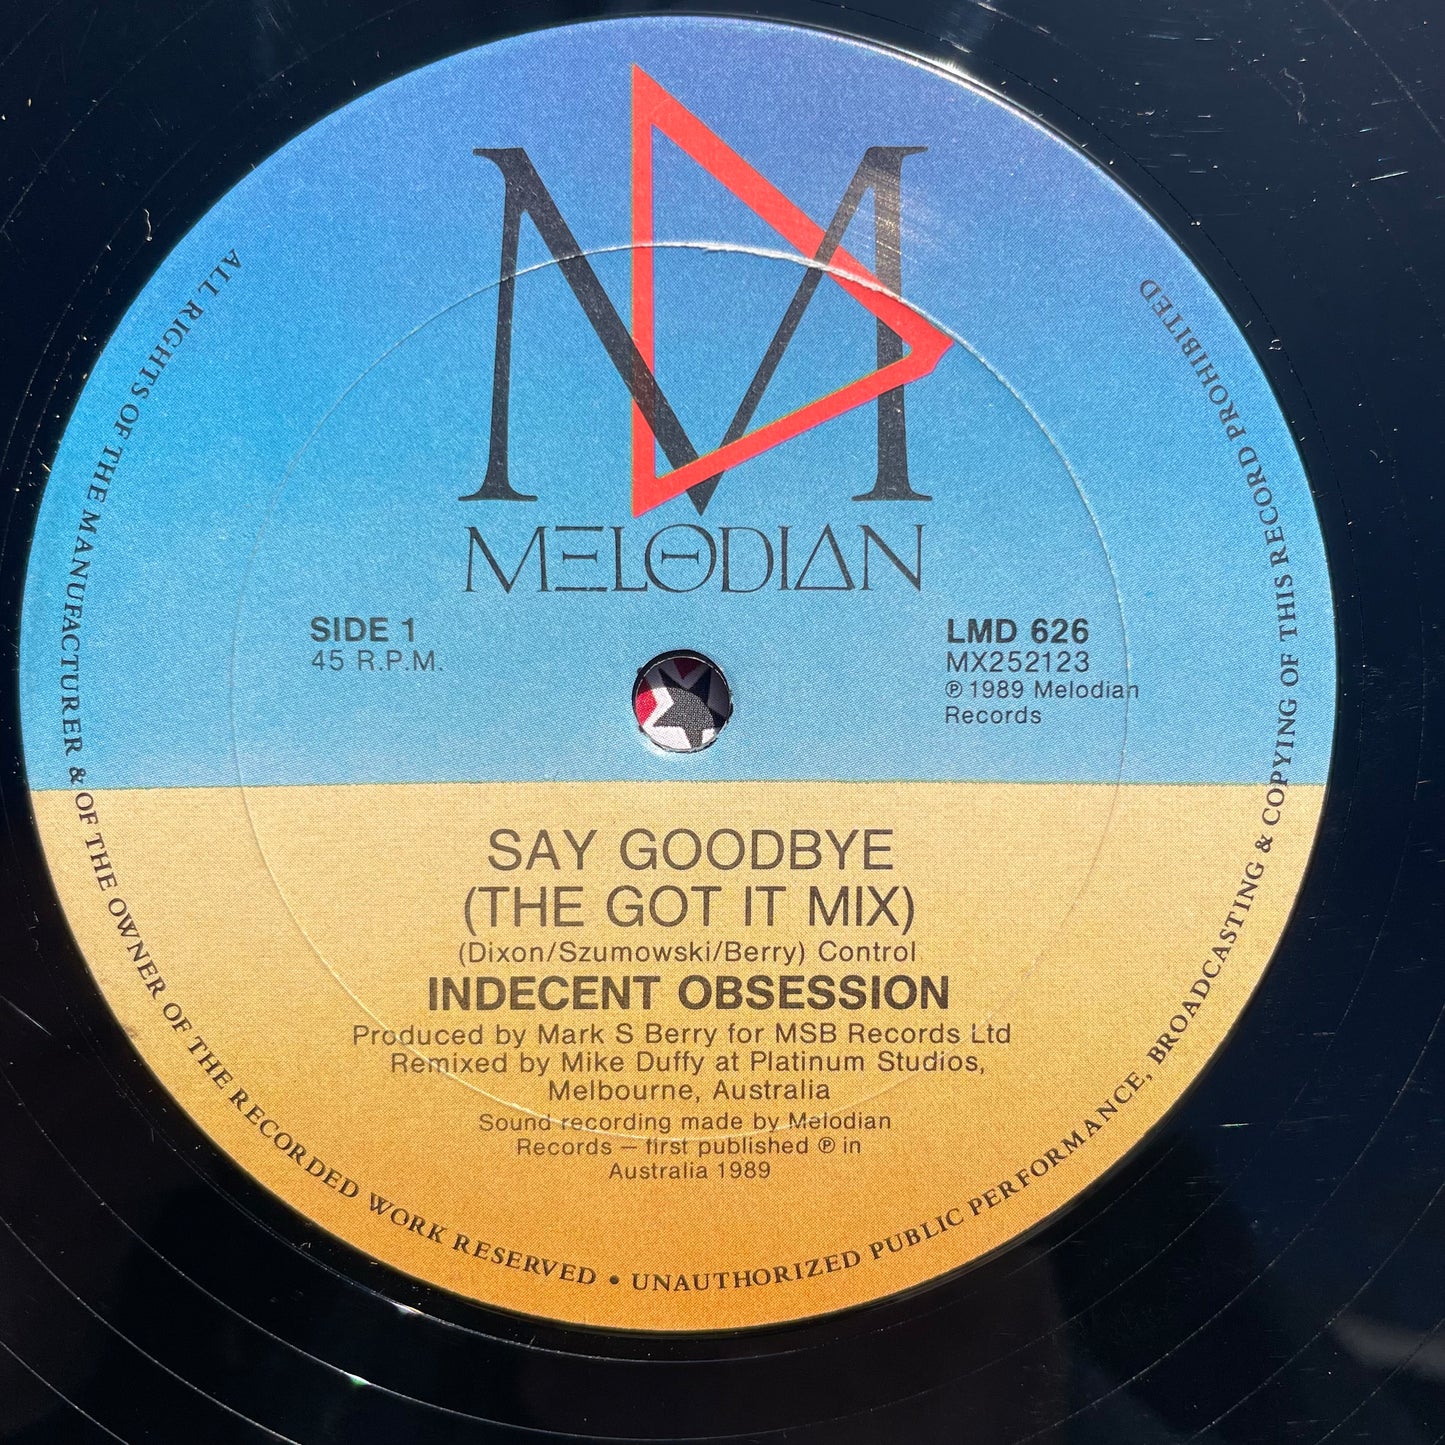 MELODIAN
SIDE 1
45 R.P.M.
LMD 626
MX252123
℗ 1989 Melodian
Records
SAY GOODBYE
(THE GOT IT MIX)
(Dixon/Szumowski/Berry) Control
INDECENT OBSESSION
Produced by Mark S Berry for MSB Records Ltd
Remixed by Mike Duffy at Platinum Studios,
Melbourne, Australia
Sound recording made by Melodian
Records – first published ℗ in
Australia 1989
ALL RIGHTS OF THE MANUFACTURER & OF THE OWNER OF THE RECORDED WORK RESERVED • UNAUTHORIZED PUBLIC PERFORMANCE, BROADCASTING & COPYING OF THIS RECORD PROHIBITED